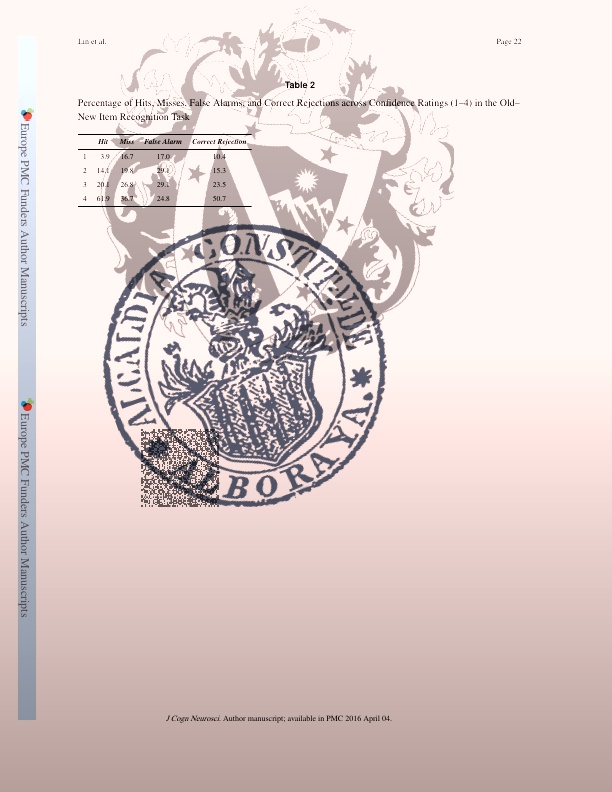 Lin et al.
Page 22
Table 2
Percentage of Hits, Misses, False Alarms, and Correct Rejections across Confidence Ratings (1–4) in the Old–
New Item Recognition Task
Hit Miss False Alarm Correct Rejection
1 3.9 16.7 17.0 10.4
2 14.1 19.8 29.1 15.3
3 20.1 26.8 29.1 23.5
4 61.9 36.7 24.8 50.7
ALCALDIA CONSTITL DE
ALBORAYA.
Europe PMC Funders Author Manuscripts
Europe PMC Funders Author Manuscripts
J Cogn Neurosci. Author manuscript; available in PMC 2016 April 04.